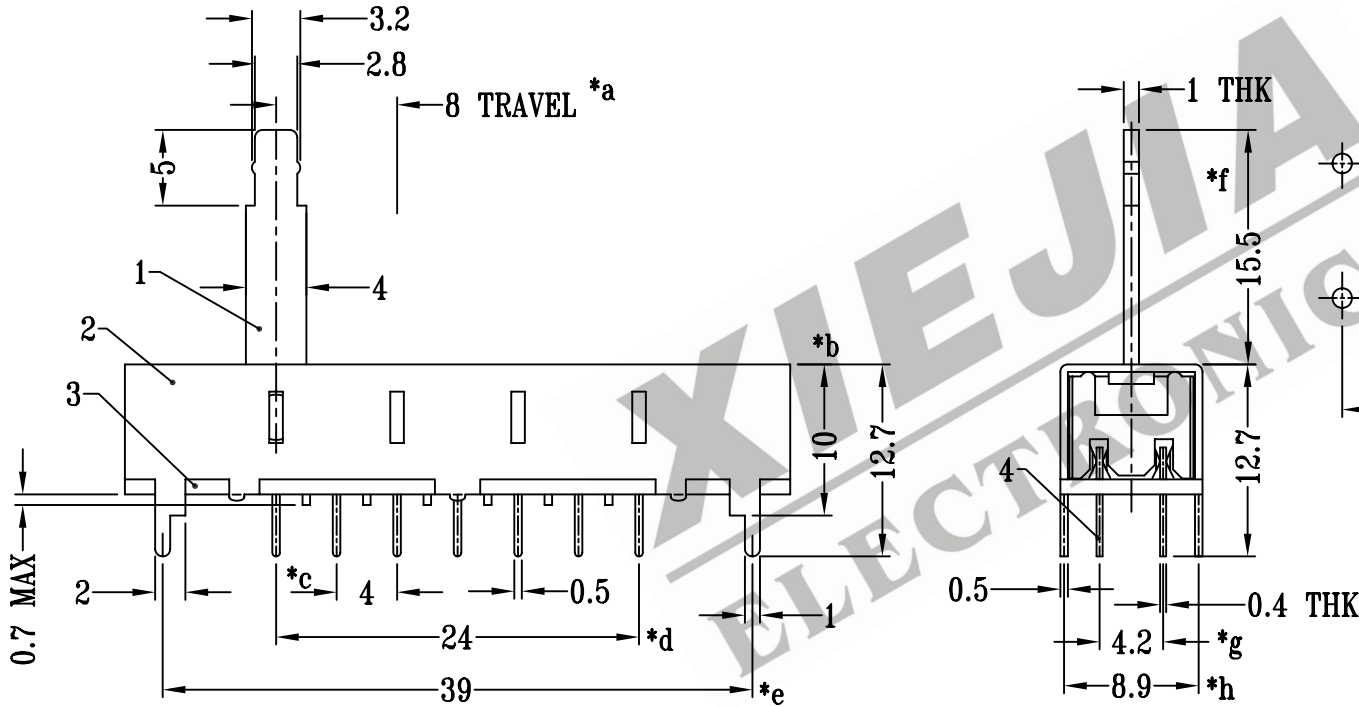 3.2
2.8
8 TRAVEL *a
1 THK
5
*f
15.5
1
4
2
*b
3
10
12.7
12.7
4
0.7 MAX
2
*c
4
0.5
1
0.5
0.4 THK
24
*d
4.2
*g
39
*e
8.9
*h
XIEJIA
ELECTRONIC